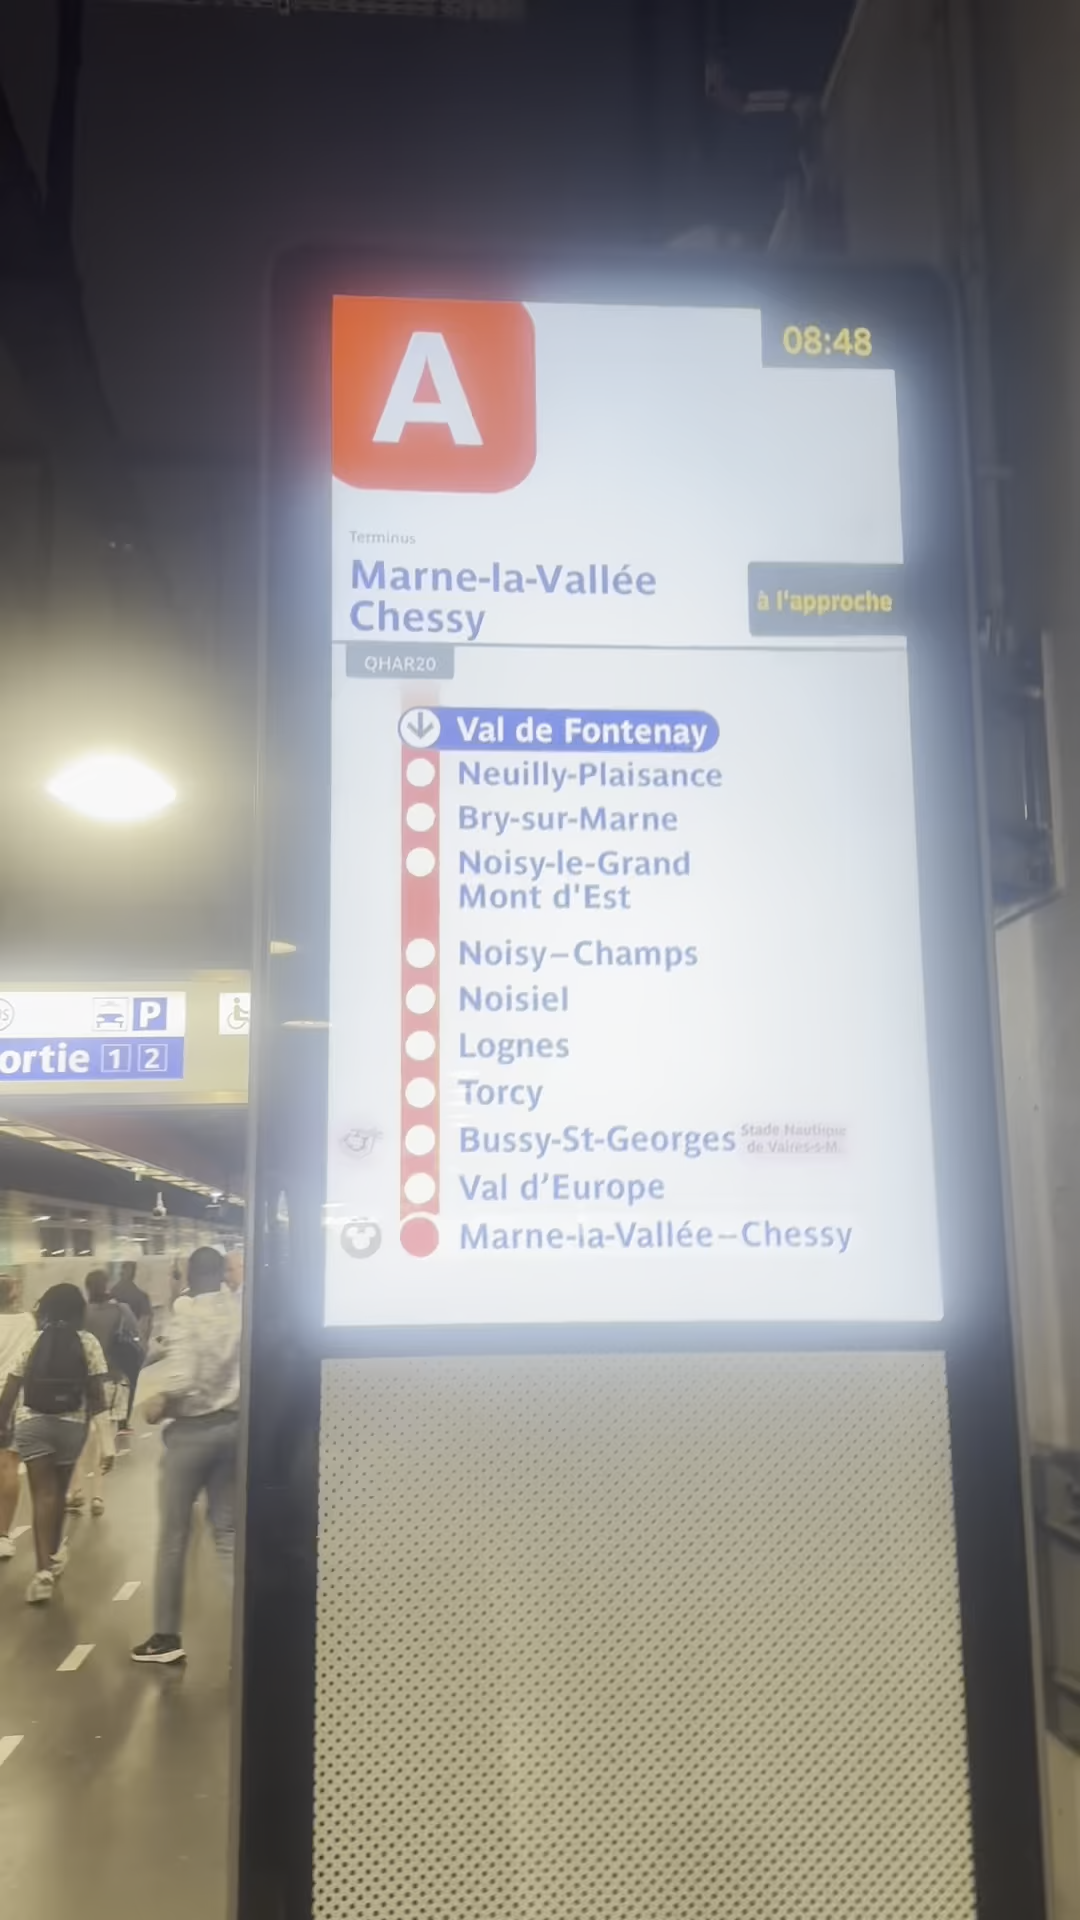 A
08:48
Terminus
Marne-la-Vallée
Chessy
à l'approche
QHAR20
Val de Fontenay
Neuilly-Plaisance
Bry-sur-Marne
Noisy-le-Grand
Mont d'Est
Noisy–Champs
Noisiel
Lognes
Torcy
Bussy-St-Georges
Stade Nautique
de Vaires-s-M.
Val d’Europe
Marne-la-Vallée–Chessy
P
ortie 1 2